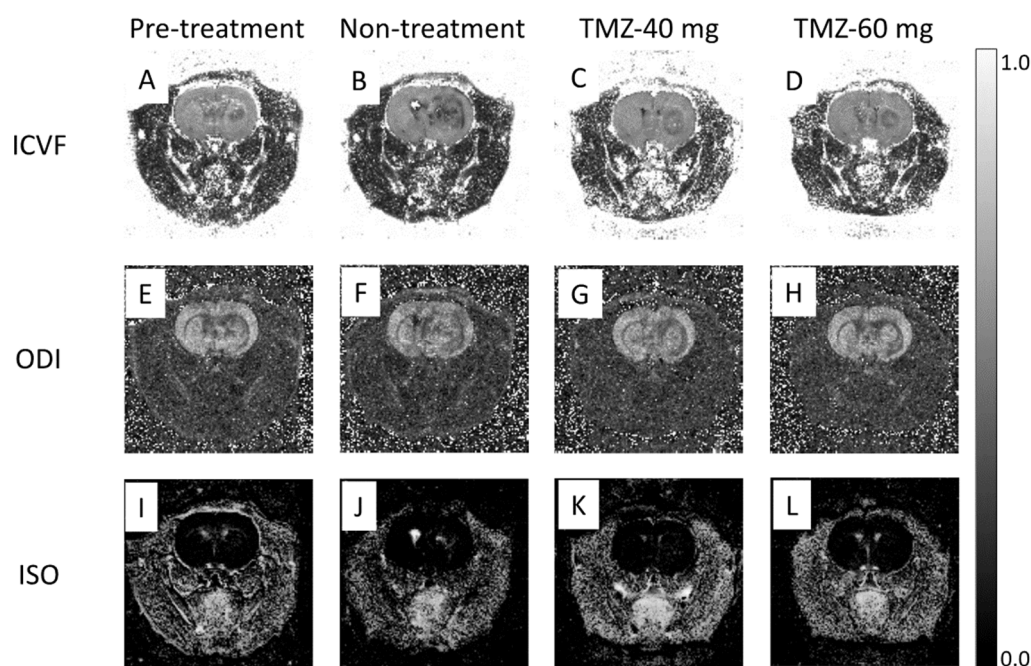 Pre-treatment Non-treatment TMZ-40 mg TMZ-60 mg
1.0
ICVF A B C D
ODI E F G H
ISO I J K L
0.0